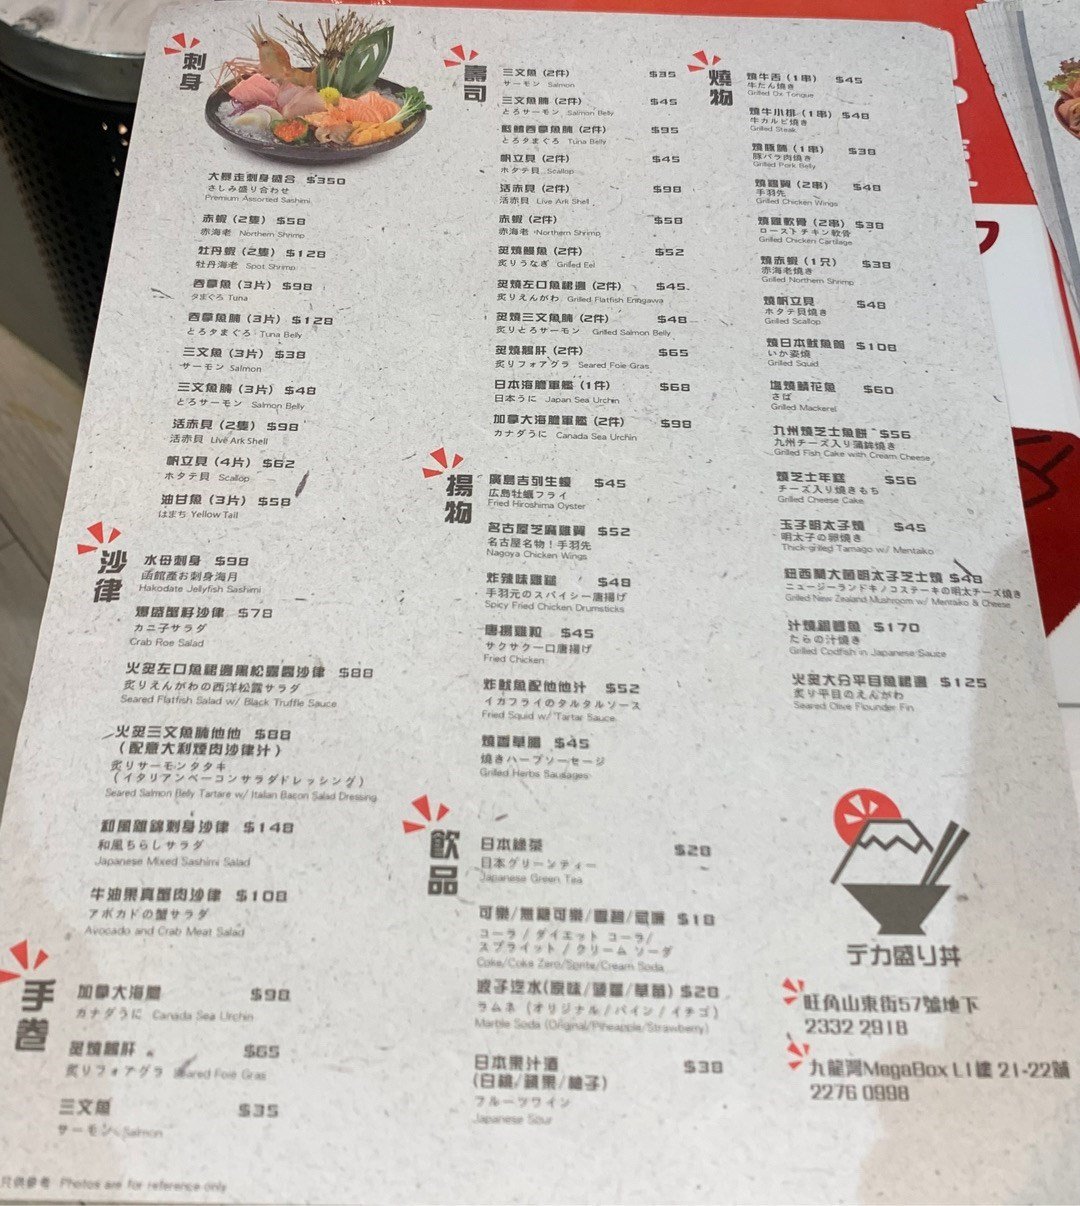 刺身
大暴走刺身盛合 $350
さしみ盛り合わせ
Premium Assorted Sashimi
赤蝦（2隻）$58
赤海老 Northern Shrimp
牡丹蝦（2隻）$128
牡丹海老 Spot Shrimp
吞拿魚（3片）$98
タまぐろ Tuna
吞拿魚腩（3片）$128
とろタまぐろ Tuna Belly
三文魚（3片）$38
サーモン Salmon
三文魚腩（3片）$48
とろサーモン Salmon Belly
活赤貝（2隻）$98
活赤貝 Live Ark Shell
帆立貝（4片）$62
ホタテ貝 Scallop
油甘魚（3片）$58
はまち Yellow Tail
沙律
水母刺身 $98
函館產お刺身海月
Hakodate Jellyfish Sashimi
爆盛蟹籽沙律 $78
カニ子サラダ
Crab Roe Salad
火炙左口魚裙邊黑松露醬沙律 $88
炙りえんがわの西洋松露サラダ
Seared Flatfish Salad w/ Black Truffle Sauce
火炙三文魚腩他他 $88
（配意大利煙肉沙律汁）
炙りサーモンタタキ
（イタリアンベーコンサラダドレッシング）
Seared Salmon Belly Tartare w/ Italian Bacon Salad Dressing
和風雜錦刺身沙律 $148
和風ちらしサラダ
Japanese Mixed Sashimi Salad
牛油果真蟹肉沙律 $108
アボカドの蟹サラダ
Avocado and Crab Meat Salad
手卷
加拿大海膽 $98
カナダうに Canada Sea Urchin
炙燒鵝肝 $65
炙りフォアグラ Seared Foie Gras
三文魚 $35
サーモン Salmon
只供參考 Photos are for reference only
壽司
三文魚（2件） $35
サーモン Salmon
三文魚腩（2件） $45
とろサーモン Salmon Belly
藍鰭吞拿魚腩（2件） $95
とろタまぐろ Tuna Belly
帆立貝（2件） $45
ホタテ貝 Scallop
活赤貝（2件） $98
活赤貝 Live Ark Shell
赤蝦（2件） $58
赤海老 Northern Shrimp
炙燒鰻魚（2件） $52
炙りうなぎ Grilled Eel
炙燒左口魚裙邊（2件） $45
炙りえんがわ Grilled Flatfish Enngawa
炙燒三文魚腩（2件） $48
炙りとろサーモン Grilled Salmon Belly
炙燒鵝肝（2件） $65
炙りフォアグラ Seared Foie Gras
日本海膽軍艦（1件） $68
日本うに Japan Sea Urchin
加拿大海膽軍艦（2件） $98
カナダうに Canada Sea Urchin
揚物
廣島吉列生蠔 $45
広島牡蠣フライ
Fried Hiroshima Oyster
名古屋芝麻雞翼 $52
名古屋名物！手羽先
Nagoya Chicken Wings
炸辣味雞鎚 $48
手羽元のスパイシー唐揚げ
Spicy Fried Chicken Drumsticks
唐揚雞粒 $45
サクサク一口唐揚げ
Fried Chicken
炸魷魚配他他汁 $52
イカフライのタルタルソース
Fried Squid w/ Tartar Sauce
燒香草腸 $45
焼きハーブソーセージ
Grilled Herbs Sausages
飲品
日本綠茶 $28
日本グリーンティー
Japanese Green Tea
可樂/無糖可樂/雪碧/忌廉 $18
コーラ / ダイエット コーラ/
スプライット / クリーム ソーダ
Coke/Coke Zero/Sprite/Cream Soda
波子汽水(原味/菠蘿/草莓) $28
ラムネ（オリジナル / パイン / イチゴ）
Marble Soda (Original/Pineapple/Strawberry)
日本果汁酒 $38
(白桃/蘋果/柚子)
フルーツワイン
Japanese Sour
燒物
燒牛舌（1串） $45
牛たん焼き
Grilled Ox Tongue
燒牛小排（1串）$48
牛カルビ焼き
Grilled Steak
燒豚腩（1串） $38
豚バラ肉焼き
Grilled Pork Belly
燒雞翼（2串） $48
手羽先
Grilled Chicken Wings
燒雞軟骨（2串）$38
ローストチキン軟骨
Grilled Chicken Cartilage
燒赤蝦（1只） $38
赤海老焼き
Grilled Northern Shrimp
燒帆立貝 $48
ホタテ貝焼き
Grilled Scallop
燒日本魷魚筒 $108
いか姿焼
Grilled Squid
塩燒鯖花魚 $60
さば
Grilled Mackerel
九州燒芝士魚餅 $56
九州チーズ入り蒲鉾焼き
Grilled Fish Cake with Cream Cheese
燒芝士年糕 $56
チーズ入り焼きもち
Grilled Cheese Cake
玉子明太子燒 $45
明太子の卵焼き
Thick-grilled Tamago w/ Mentaiko
紐西蘭大菌明太子芝士燒 $48
ニュージーランドキノコステーキの明太チーズ焼き
Grilled New Zealand Mushroom w/ Mentaiko & Cheese
汁燒銀鱈魚 $170
たらの汁焼き
Grilled Codfish in Japanese Sauce
火炙大分平目魚裙邊 $125
炙り平目のえんがわ
Seared Olive Flounder Fin
デカ盛り丼
旺角山東街57號地下
2332 2918
九龍灣MegaBox L1樓 21-22舖
2276 0998